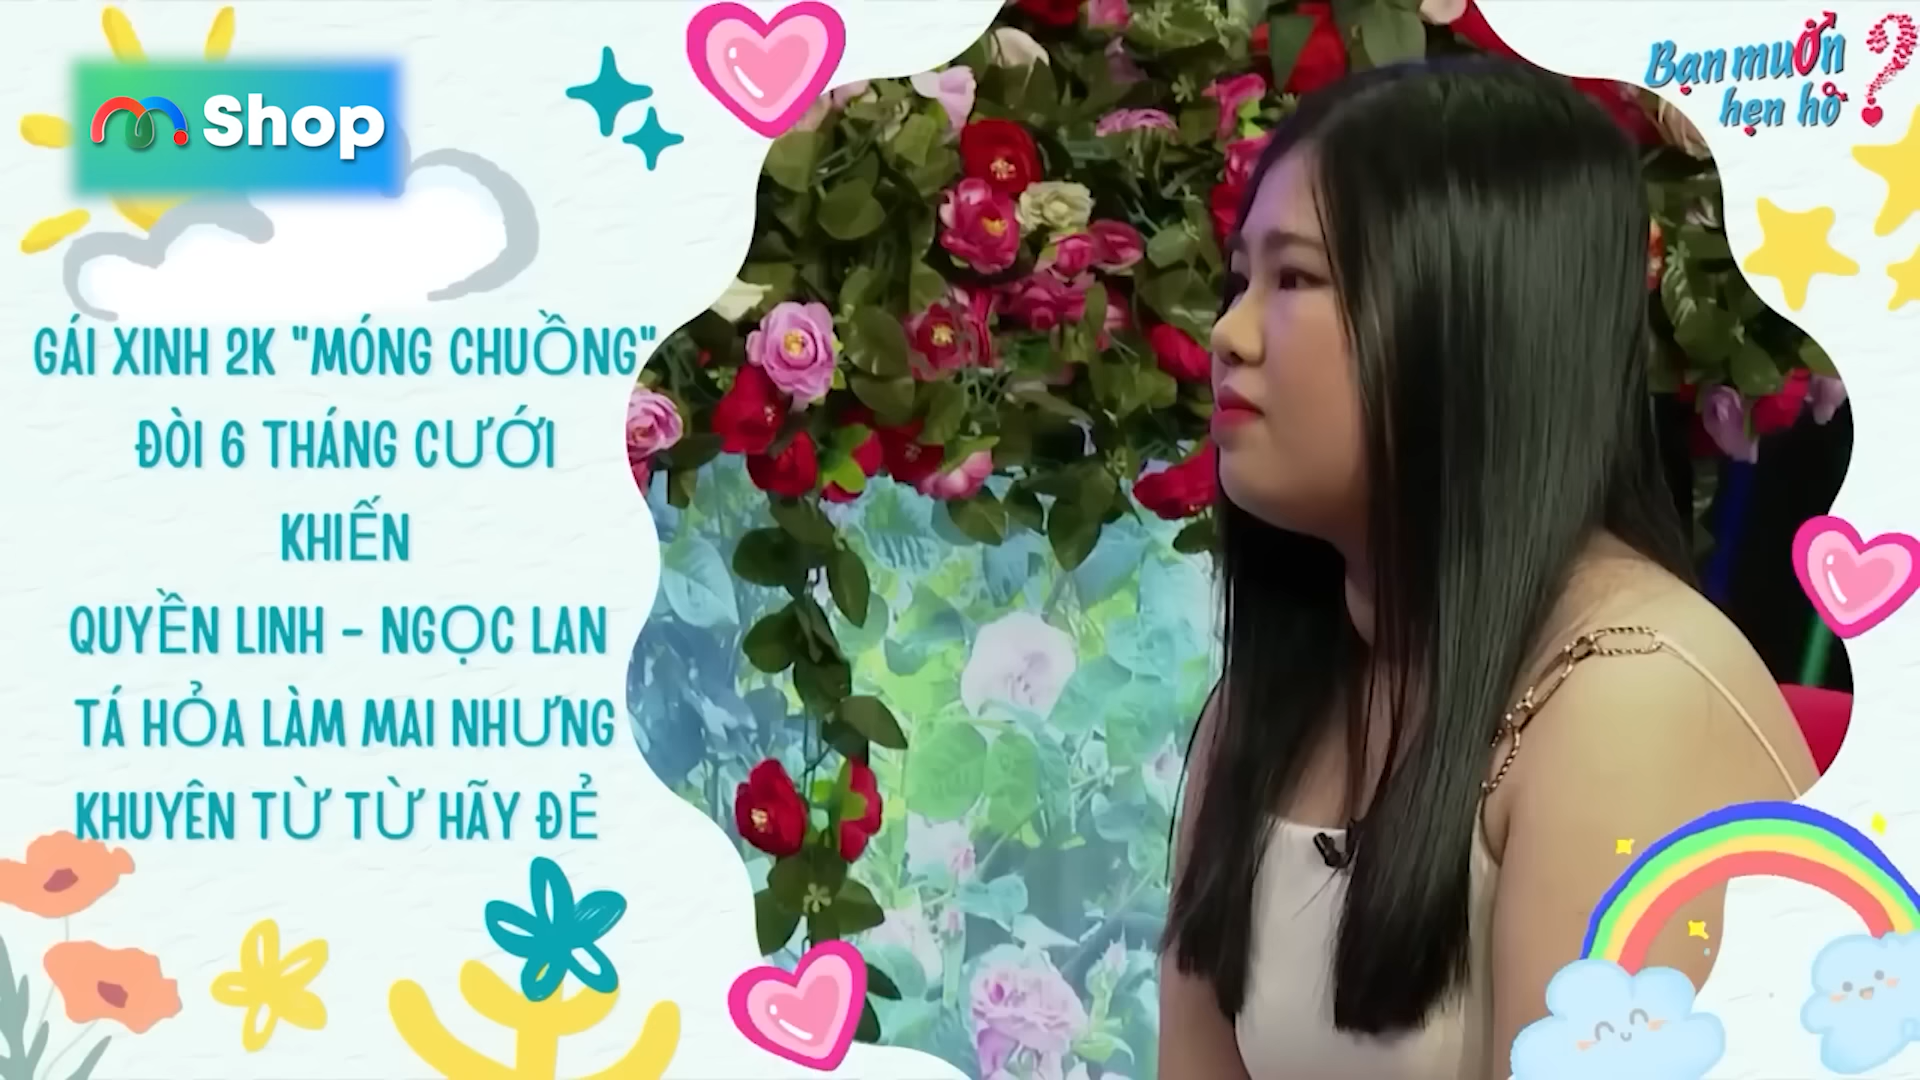 Shop
Bạn muốn
hẹn hò
GÁI XINH 2K "MÓNG CHUỒNG"
ĐÒI 6 THÁNG CƯỚI
KHIẾN
QUYỀN LINH - NGỌC LAN
TÁ HỎA LÀM MAI NHƯNG
KHUYÊN TỪ TỪ HÃY ĐẺ